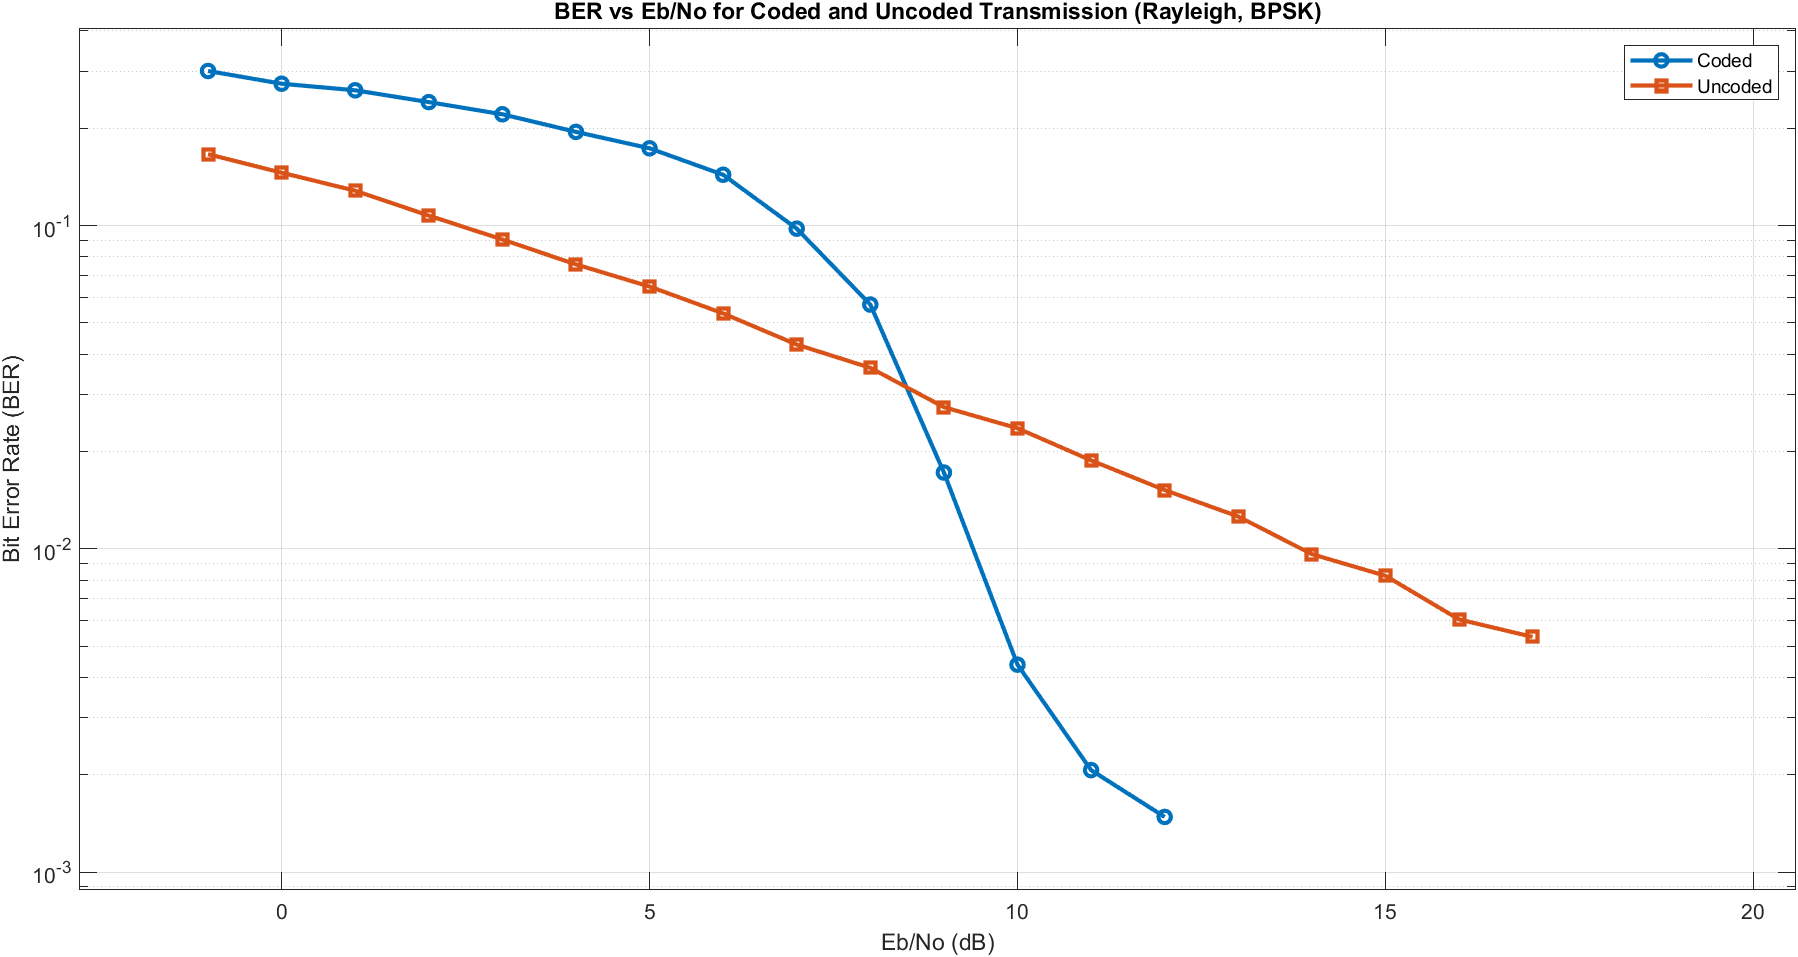 BER vs Eb/No for Coded and Uncoded Transmission (Rayleigh, BPSK)
Coded
Uncoded
Bit Error Rate (BER)
10^-1
10^-2
10^-3
0 5 10 15 20
Eb/No (dB)